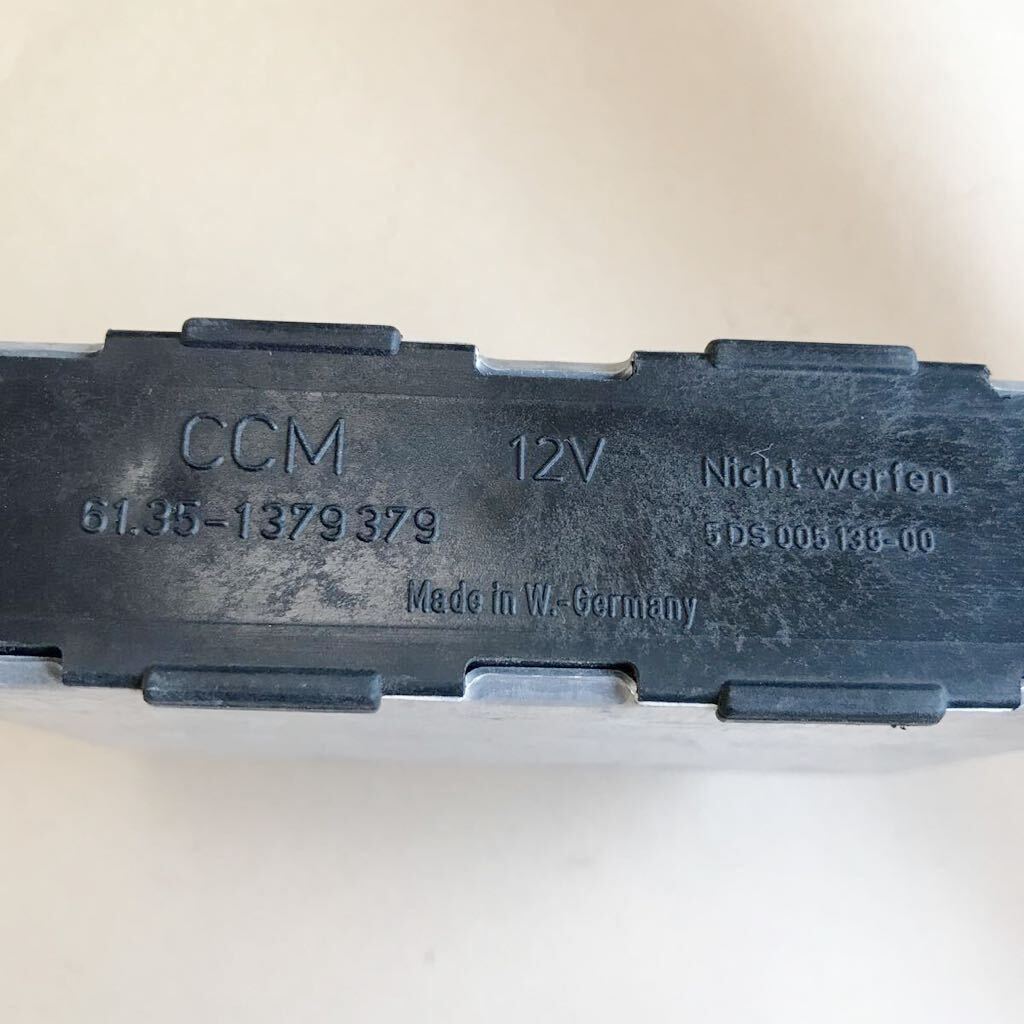 CCM 12V Nicht werfen
61.35-1379 379 5 DS 005 138-00
Made in W.-Germany